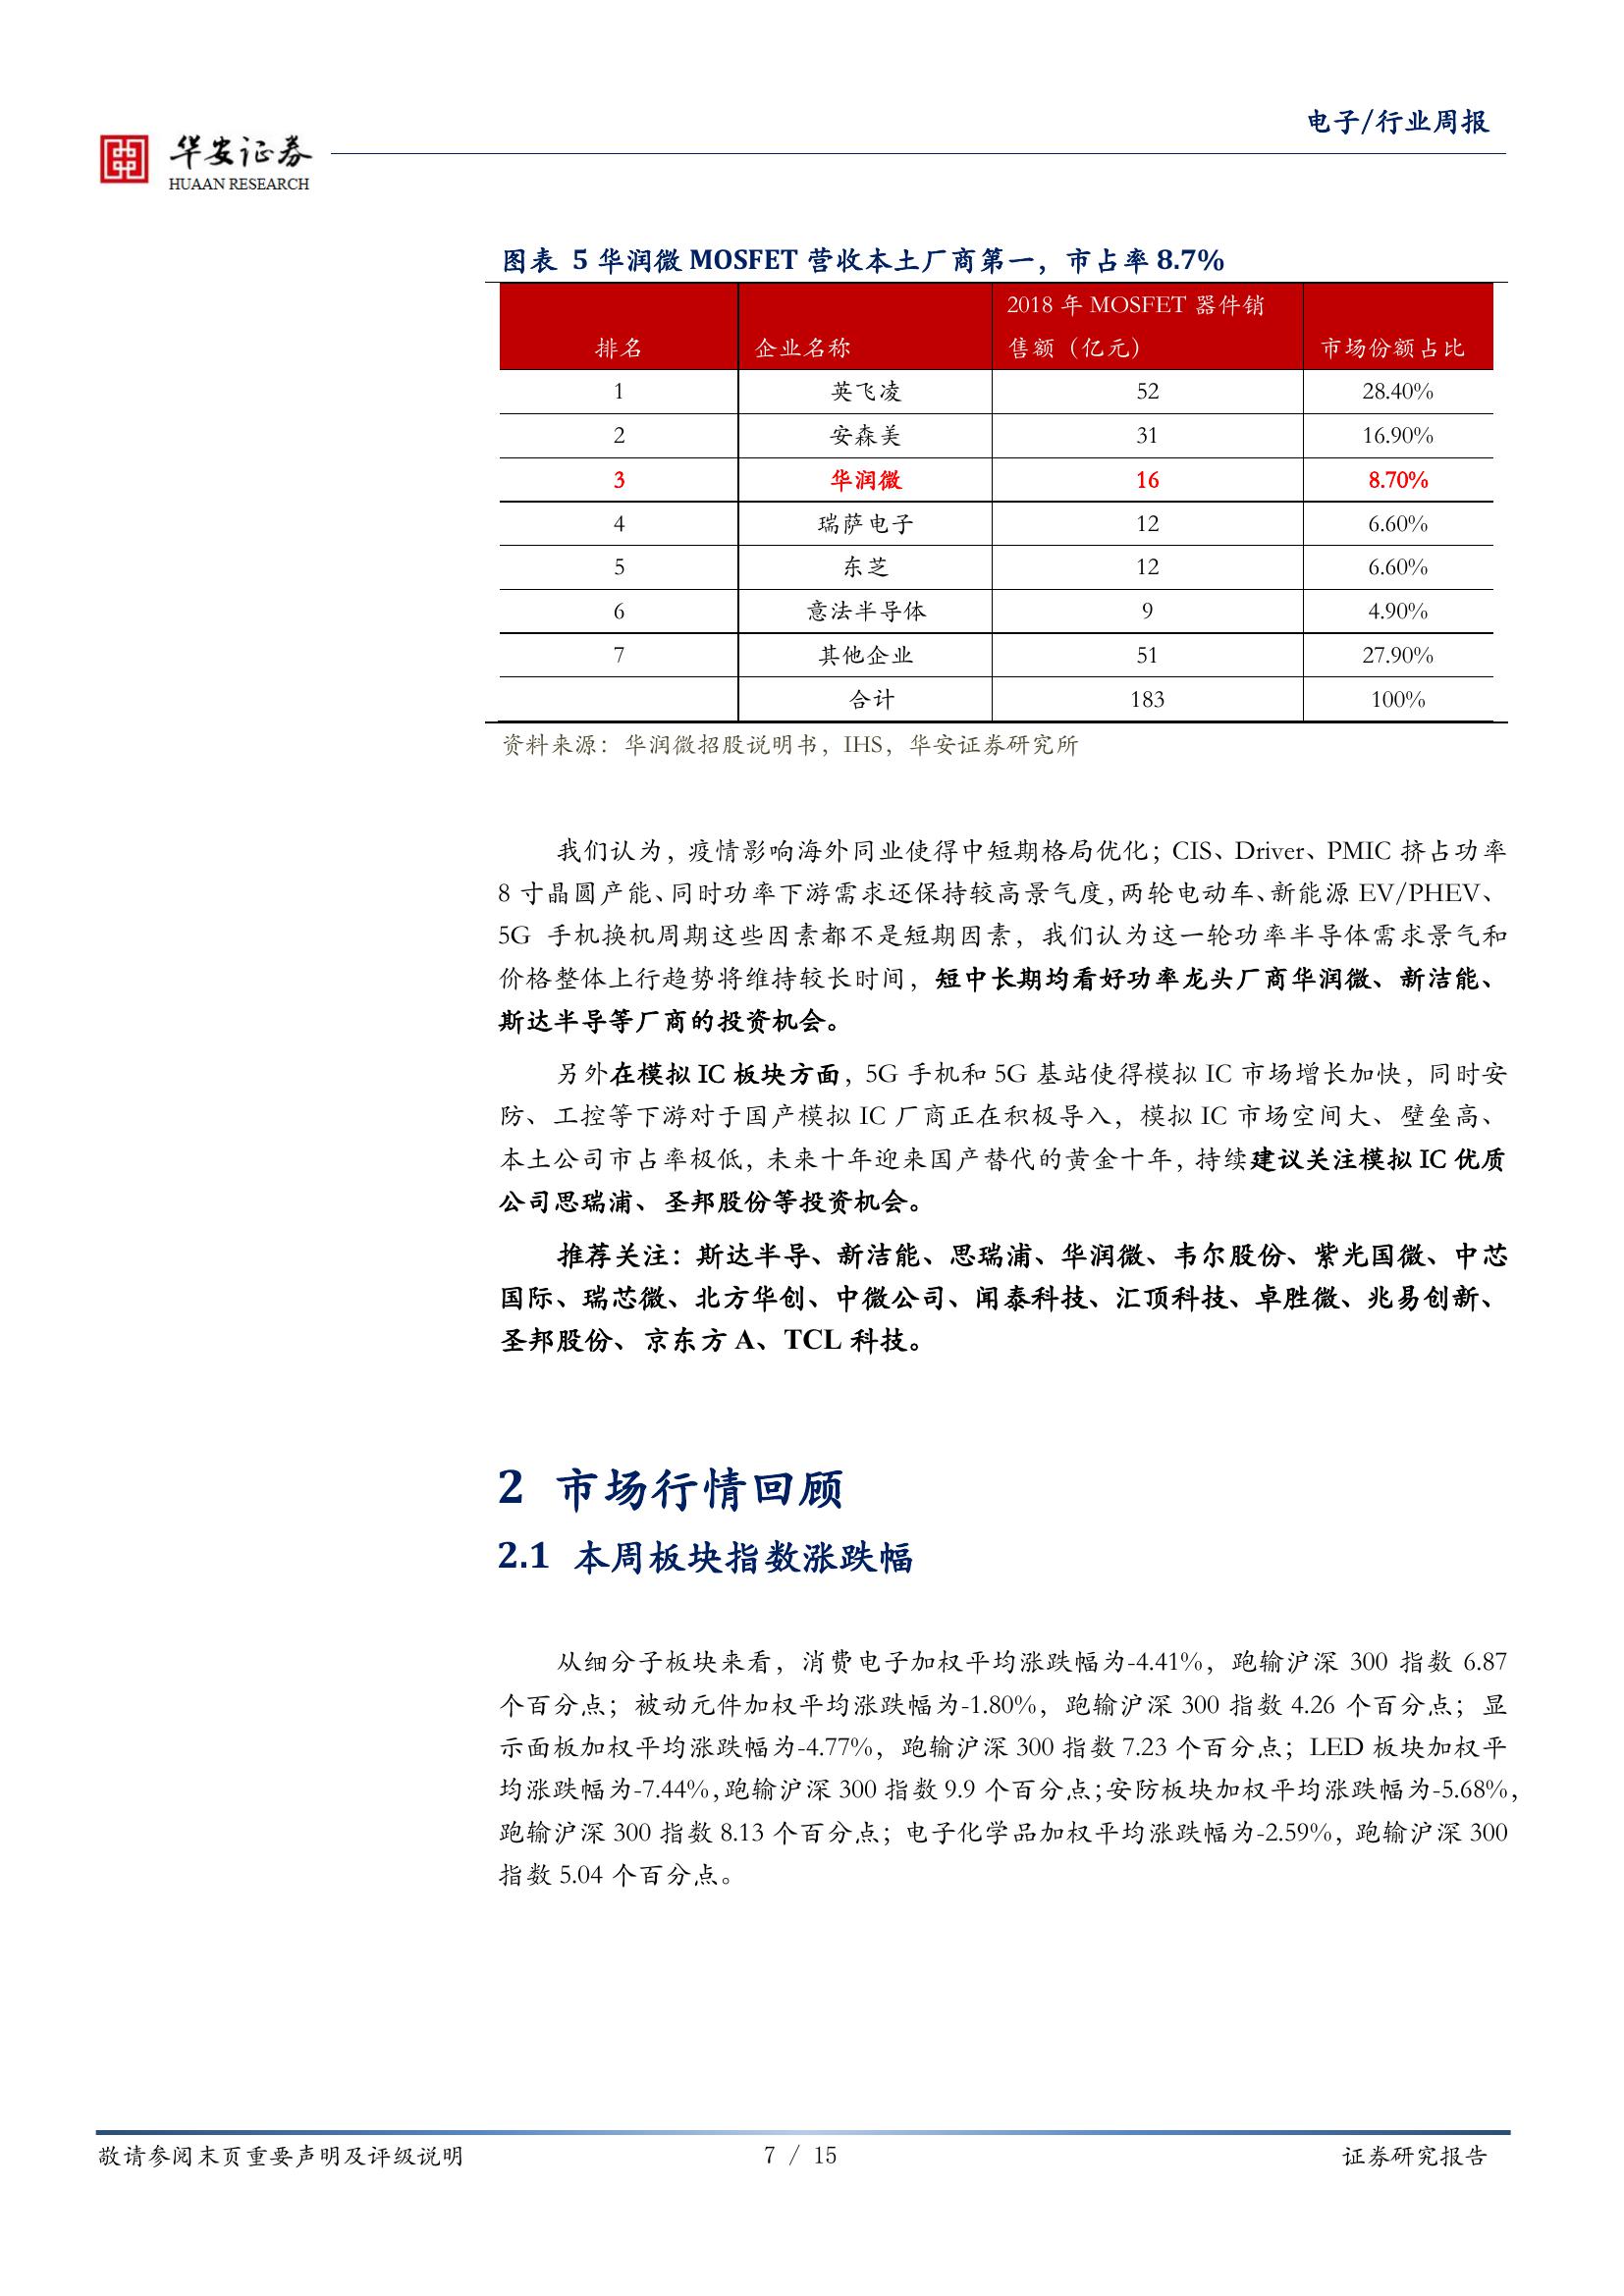 电子/行业周报
华安证券
HUAAN RESEARCH
图表 5 华润微 MOSFET 营收本土厂商第一，市占率 8.7%
排名 企业名称 2018 年 MOSFET 器件销售额（亿元） 市场份额占比
1 英飞凌 52 28.40%
2 安森美 31 16.90%
3 华润微 16 8.70%
4 瑞萨电子 12 6.60%
5 东芝 12 6.60%
6 意法半导体 9 4.90%
7 其他企业 51 27.90%
合计 183 100%
资料来源：华润微招股说明书，IHS，华安证券研究所
我们认为，疫情影响海外同业使得中短期格局优化；CIS、Driver、PMIC 挤占功率
8 寸晶圆产能、同时功率下游需求还保持较高景气度，两轮电动车、新能源 EV/PHEV、
5G 手机换机周期这些因素都不是短期因素，我们认为这一轮功率半导体需求景气和
价格整体上行趋势将维持较长时间，短中长期均看好功率龙头厂商华润微、新洁能、
斯达半导等厂商的投资机会。
另外在模拟 IC 板块方面，5G 手机和 5G 基站使得模拟 IC 市场增长加快，同时安
防、工控等下游对于国产模拟 IC 厂商正在积极导入，模拟 IC 市场空间大、壁垒高、
本土公司市占率极低，未来十年迎来国产替代的黄金十年，持续建议关注模拟 IC 优质
公司思瑞浦、圣邦股份等投资机会。
推荐关注：斯达半导、新洁能、思瑞浦、华润微、韦尔股份、紫光国微、中芯
国际、瑞芯微、北方华创、中微公司、闻泰科技、汇顶科技、卓胜微、兆易创新、
圣邦股份、京东方 A、TCL 科技。
2 市场行情回顾
2.1 本周板块指数涨跌幅
从细分子板块来看，消费电子加权平均涨跌幅为-4.41%，跑输沪深 300 指数 6.87
个百分点；被动元件加权平均涨跌幅为-1.80%，跑输沪深 300 指数 4.26 个百分点；显
示面板加权平均涨跌幅为-4.77%，跑输沪深 300 指数 7.23 个百分点；LED 板块加权平
均涨跌幅为-7.44%，跑输沪深 300 指数 9.9 个百分点；安防板块加权平均涨跌幅为-5.68%，
跑输沪深 300 指数 8.13 个百分点；电子化学品加权平均涨跌幅为-2.59%，跑输沪深 300
指数 5.04 个百分点。
敬请参阅末页重要声明及评级说明 7 / 15 证券研究报告